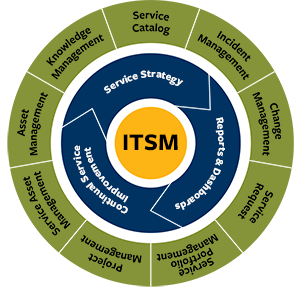 Service
Catalog
Incident
Management
Change
Management
Service
Request
Service
Portfolio
Management
Project
Management
Service Asset
Management
Asset
Management
Knowledge
Management
Service Strategy
Reports & Dashboards
Continual Service
Improvement
ITSM